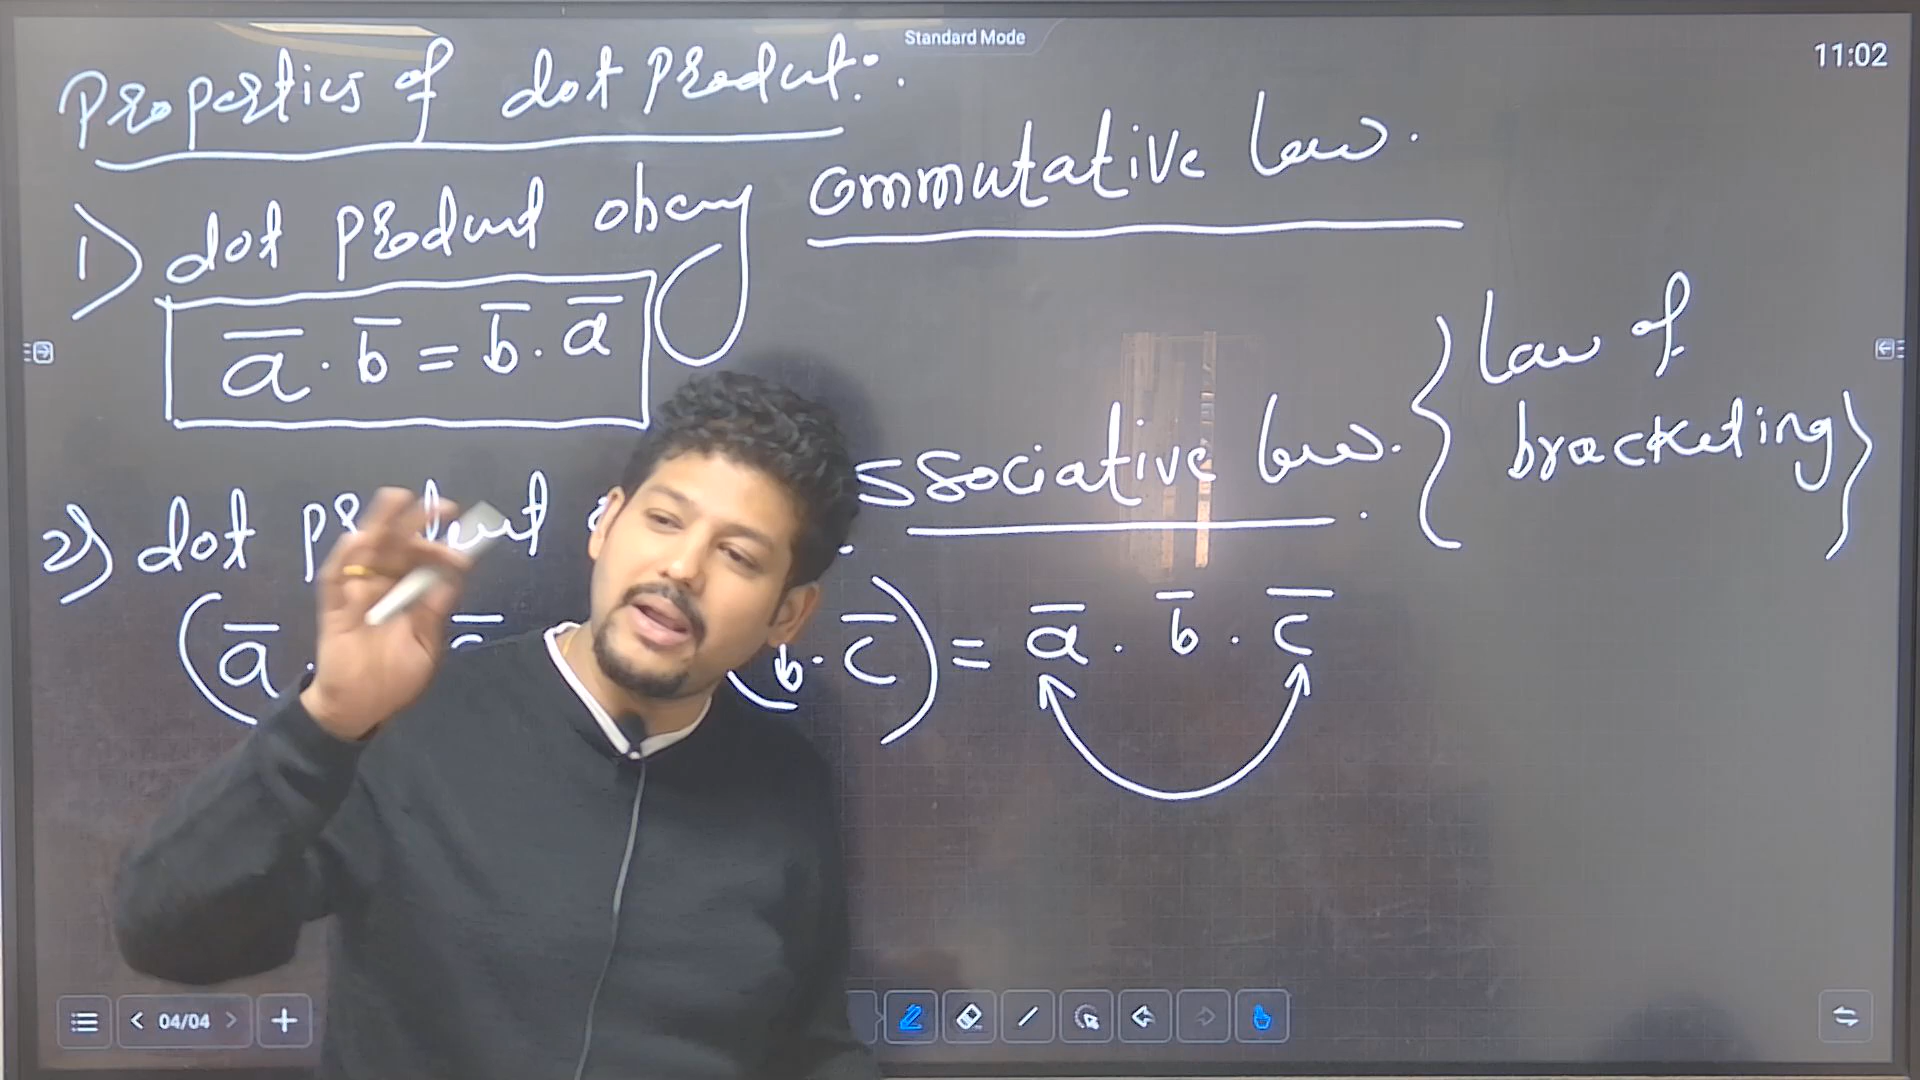 Standard Mode
11:02
Properties of dot Product:.
1) dot product obey commutative law.
a̅ . b̅ = b̅ . a̅
2) dot product ssociative law. { law of bracketing }
(a̅ . b · c̅) = a̅ . b̅ . c̅
04/04